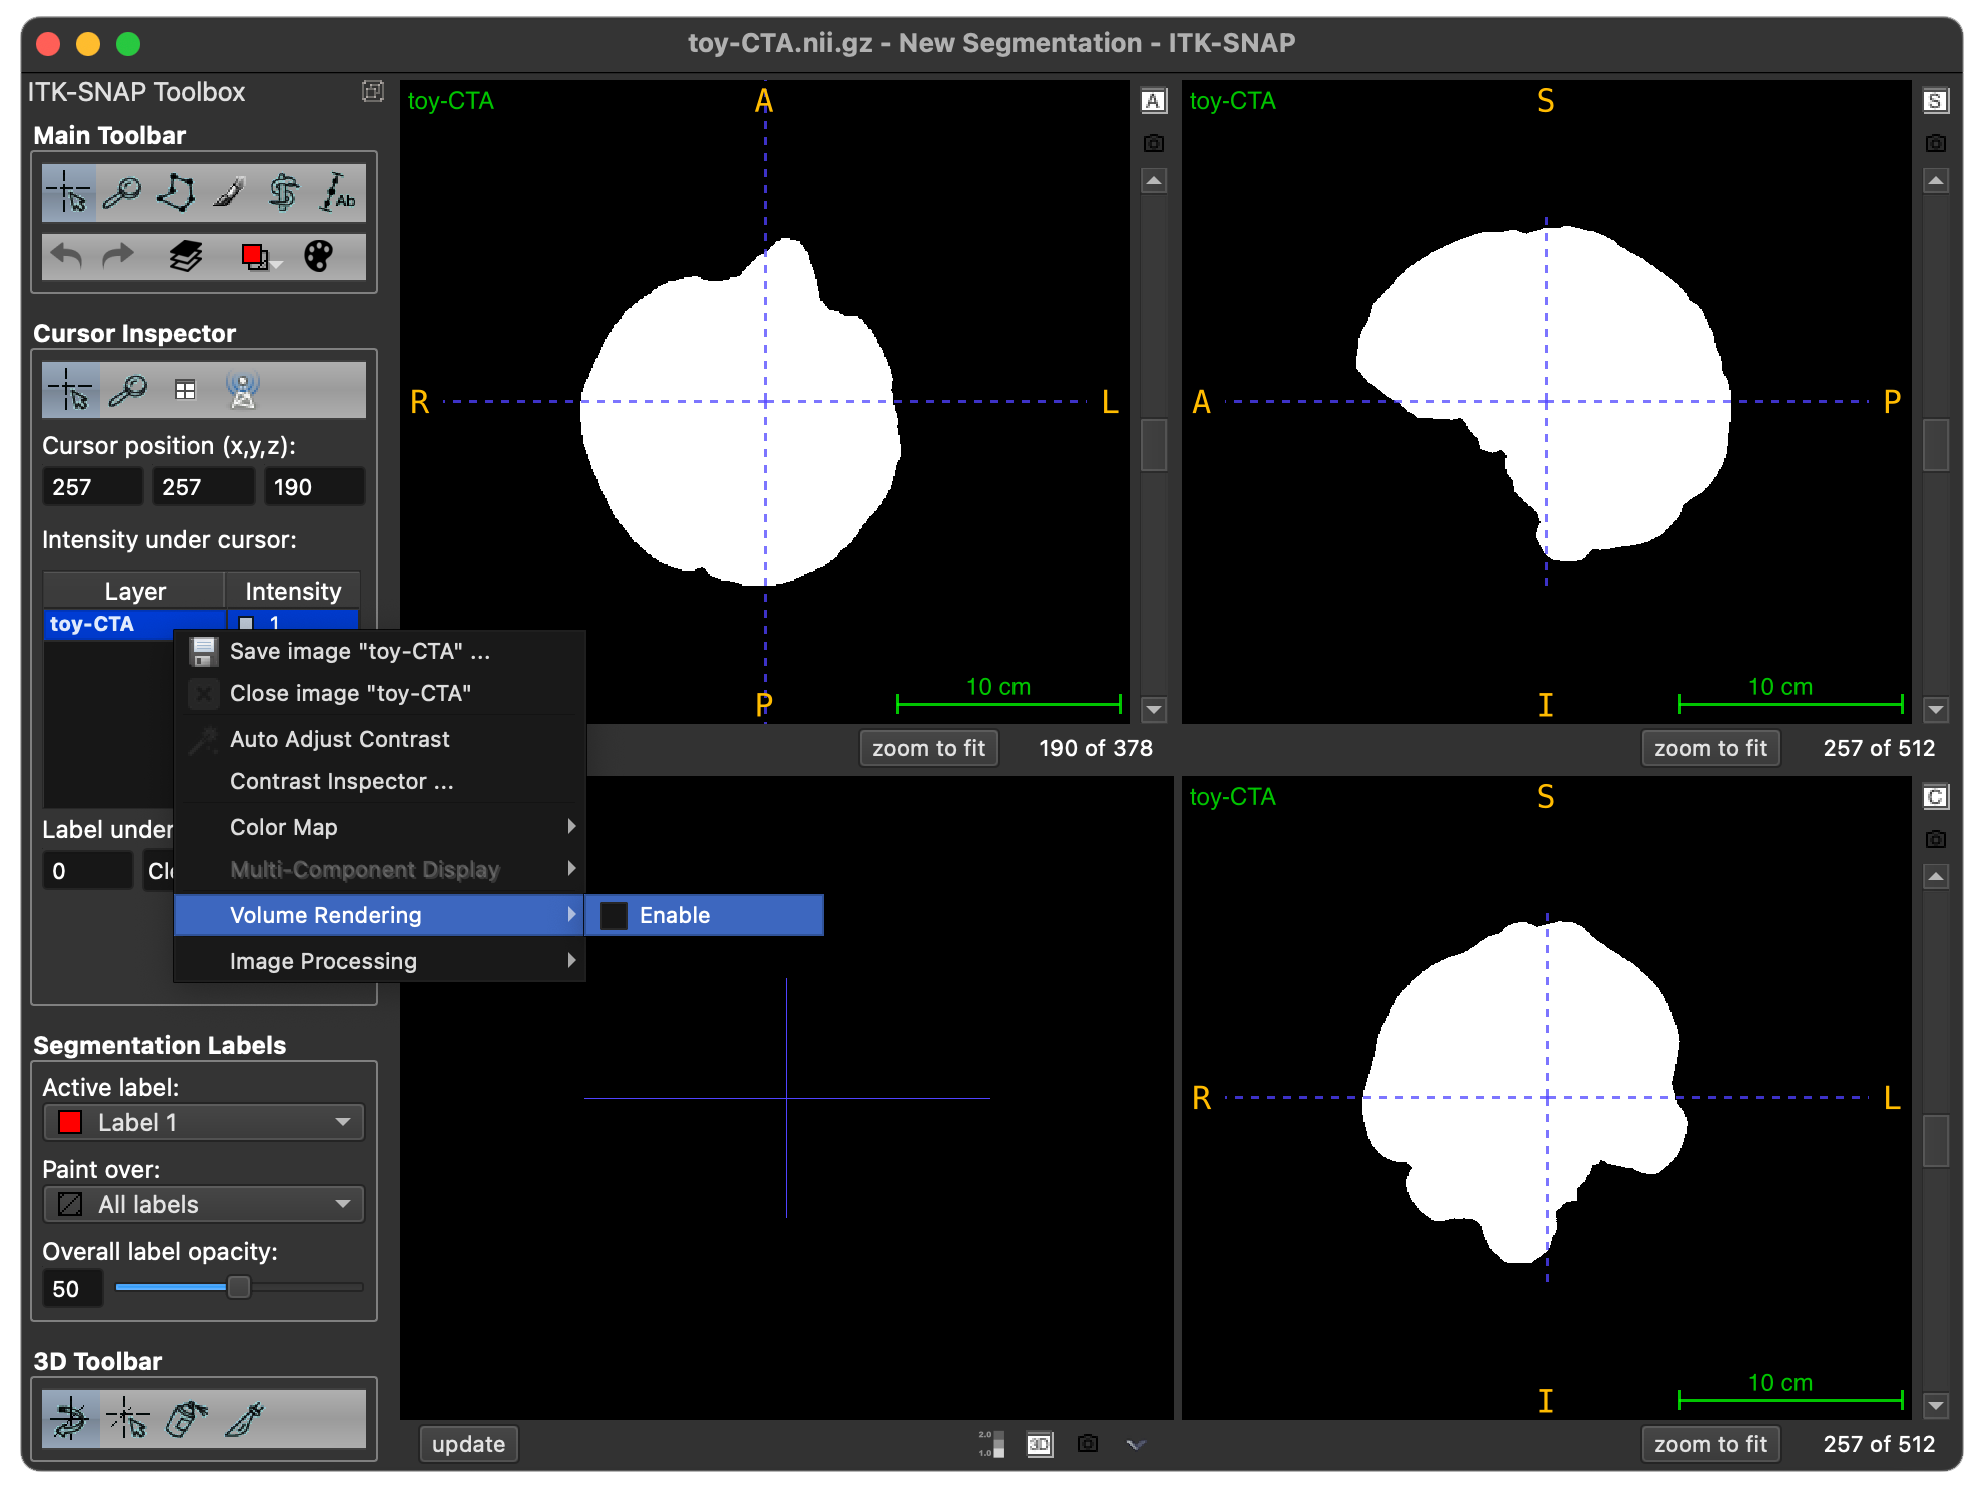 toy-CTA.nii.gz - New Segmentation - ITK-SNAP
ITK-SNAP Toolbox
Main Toolbar
Ab
Cursor Inspector
Cursor position (x,y,z):
257 257 190
Intensity under cursor:
Layer Intensity
toy-CTA 1
Save image "toy-CTA" ...
Close image "toy-CTA"
Auto Adjust Contrast
Contrast Inspector ...
Color Map
Multi-Component Display
Volume Rendering
Enable
Image Processing
Label under
0
Segmentation Labels
Active label:
Label 1
Paint over:
All labels
Overall label opacity:
50
3D Toolbar
toy-CTA
A
R
L
P
10 cm
A
zoom to fit
190 of 378
toy-CTA
S
A
P
I
10 cm
S
zoom to fit
257 of 512
update
2.0
1.0
3D
toy-CTA
S
R
L
I
10 cm
C
zoom to fit
257 of 512